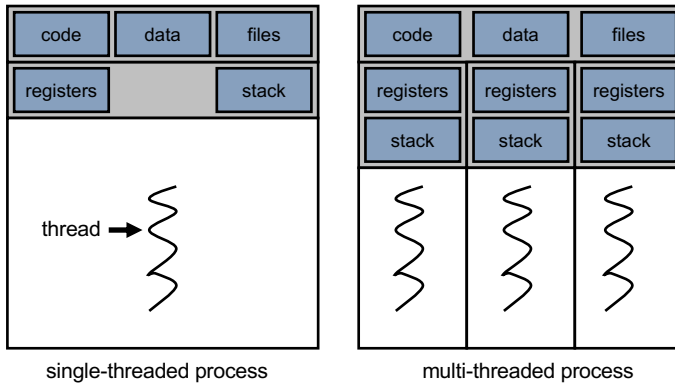 code data files
registers stack
thread
single-threaded process
code data files
registers registers registers
stack stack stack
multi-threaded process